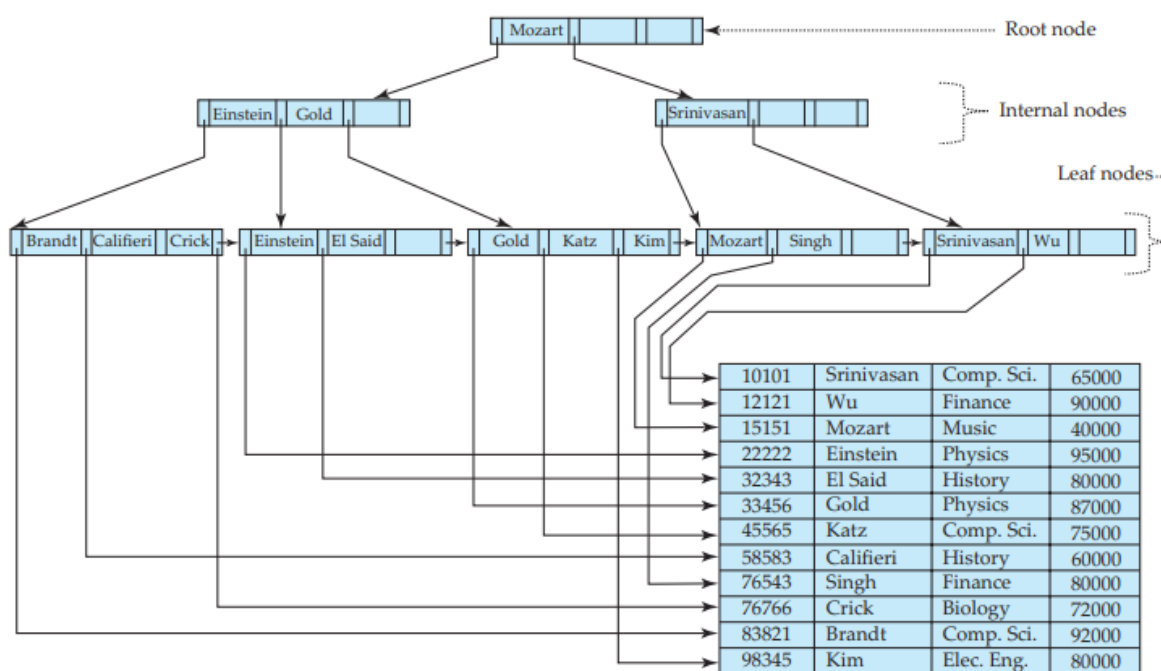 Mozart
Root node
Einstein Gold
Srinivasan
Internal nodes
Leaf nodes
Brandt Califieri Crick Einstein El Said Gold Katz Kim Mozart Singh Srinivasan Wu
10101 Srinivasan Comp. Sci. 65000
12121 Wu Finance 90000
15151 Mozart Music 40000
22222 Einstein Physics 95000
32343 El Said History 80000
33456 Gold Physics 87000
45565 Katz Comp. Sci. 75000
58583 Califieri History 60000
76543 Singh Finance 80000
76766 Crick Biology 72000
83821 Brandt Comp. Sci. 92000
98345 Kim Elec. Eng. 80000